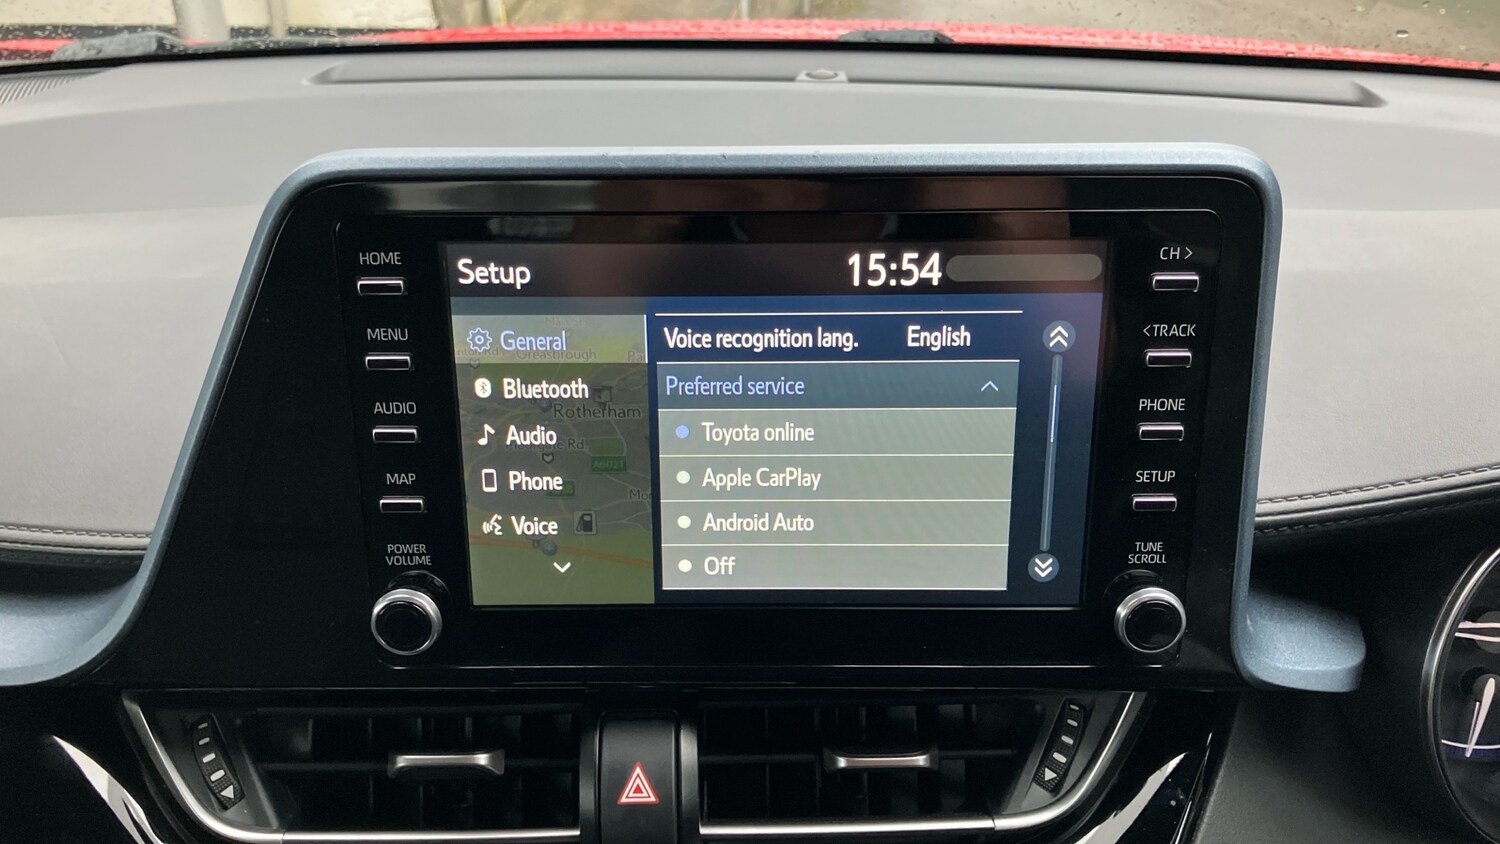 HOME
MENU
AUDIO
MAP
POWER
VOLUME
Setup
15:54
General
Bluetooth
Audio
Phone
Voice
Greasbrough
Rotherham
Voice recognition lang. English
Preferred service
Toyota online
Apple CarPlay
Android Auto
Off
CH >
< TRACK
PHONE
SETUP
TUNE
SCROLL